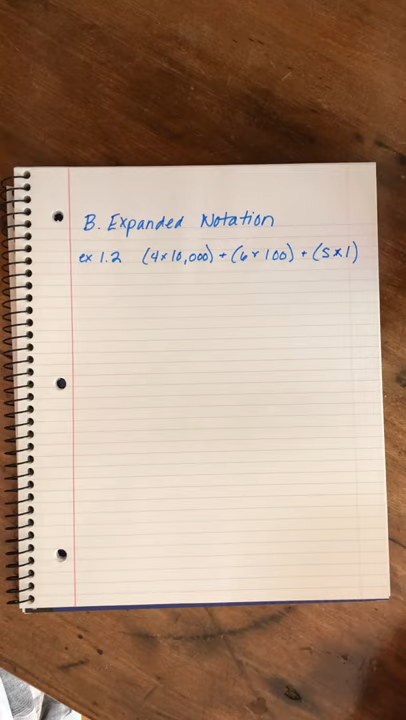 B. Expanded Notation
ex 1.2 (4×10,000) + (6×100) + (5×1)